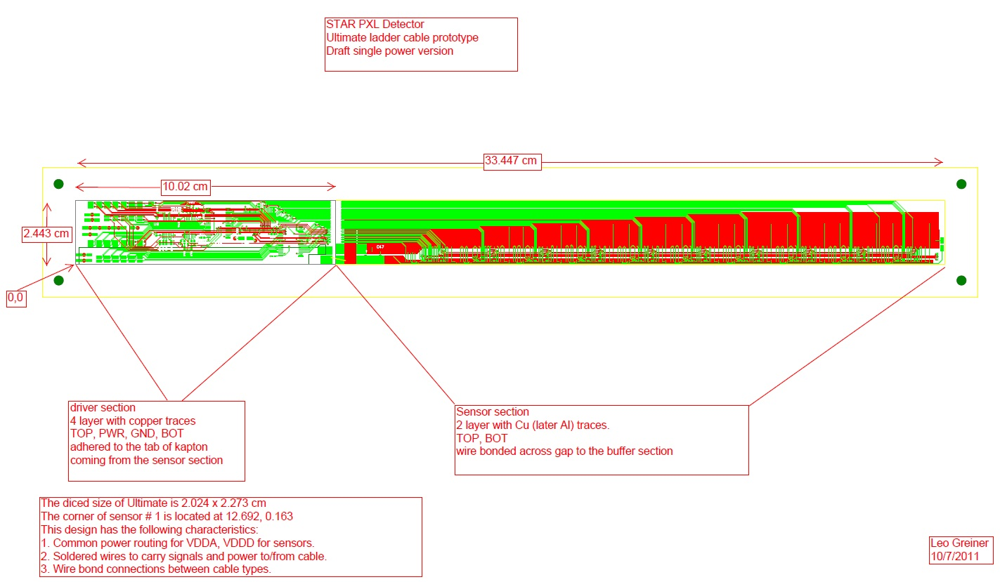 STAR PXL Detector
Ultimate ladder cable prototype
Draft single power version
33.447 cm
10.02 cm
2.443 cm
C47
0,0
driver section
4 layer with copper traces
TOP, PWR, GND, BOT
adhered to the tab of kapton
coming from the sensor section
Sensor section
2 layer with Cu (later Al) traces.
TOP, BOT
wire bonded across gap to the buffer section
The diced size of Ultimate is 2.024 x 2.273 cm
The corner of sensor # 1 is located at 12.692, 0.163
This design has the following characteristics:
1. Common power routing for VDDA, VDDD for sensors.
2. Soldered wires to carry signals and power to/from cable.
3. Wire bond connections between cable types.
Leo Greiner
10/7/2011